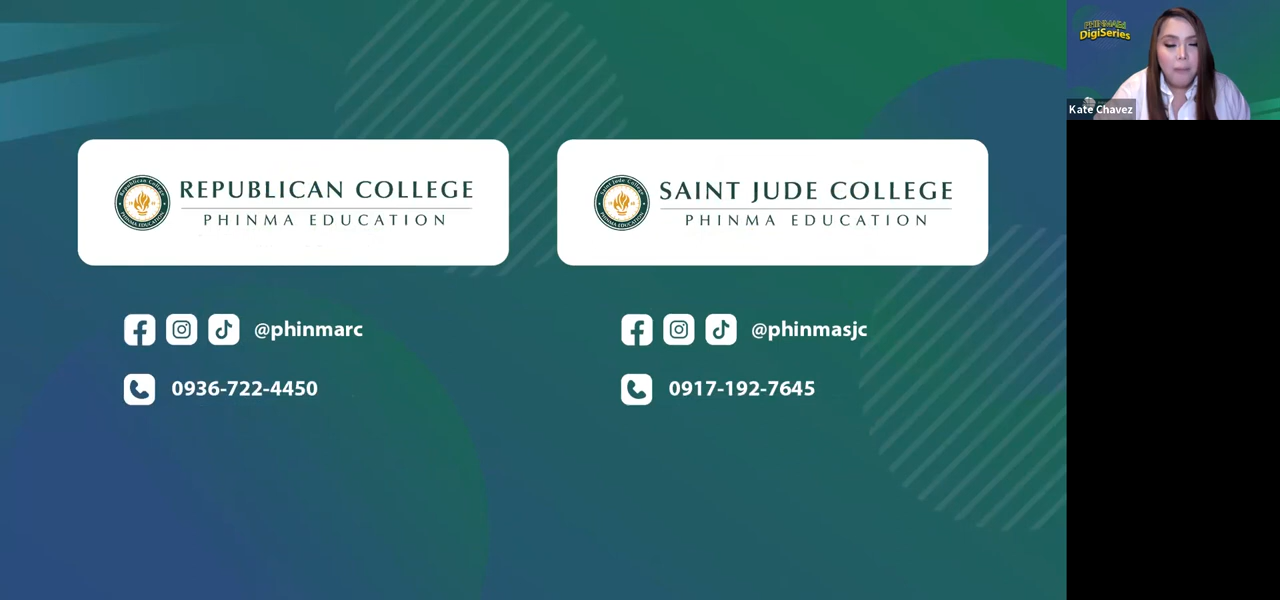 REPUBLICAN COLLEGE
PHINMA EDUCATION
SAINT JUDE COLLEGE
PHINMA EDUCATION
@phinmarc
@phinmasjc
0936-722-4450
0917-192-7645
PHINMAEd
DigiSeries
Kate Chavez